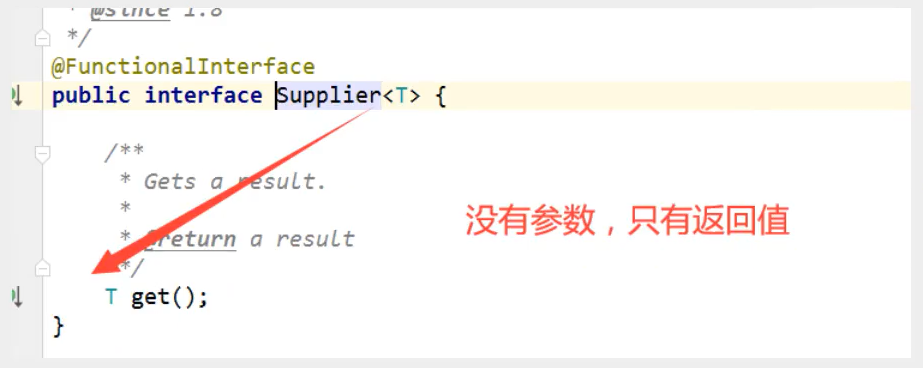 * @since 1.8
*/
@FunctionalInterface
public interface Supplier<T> {
/**
* Gets a result.
*
* @return a result
*/
T get();
}
没有参数，只有返回值